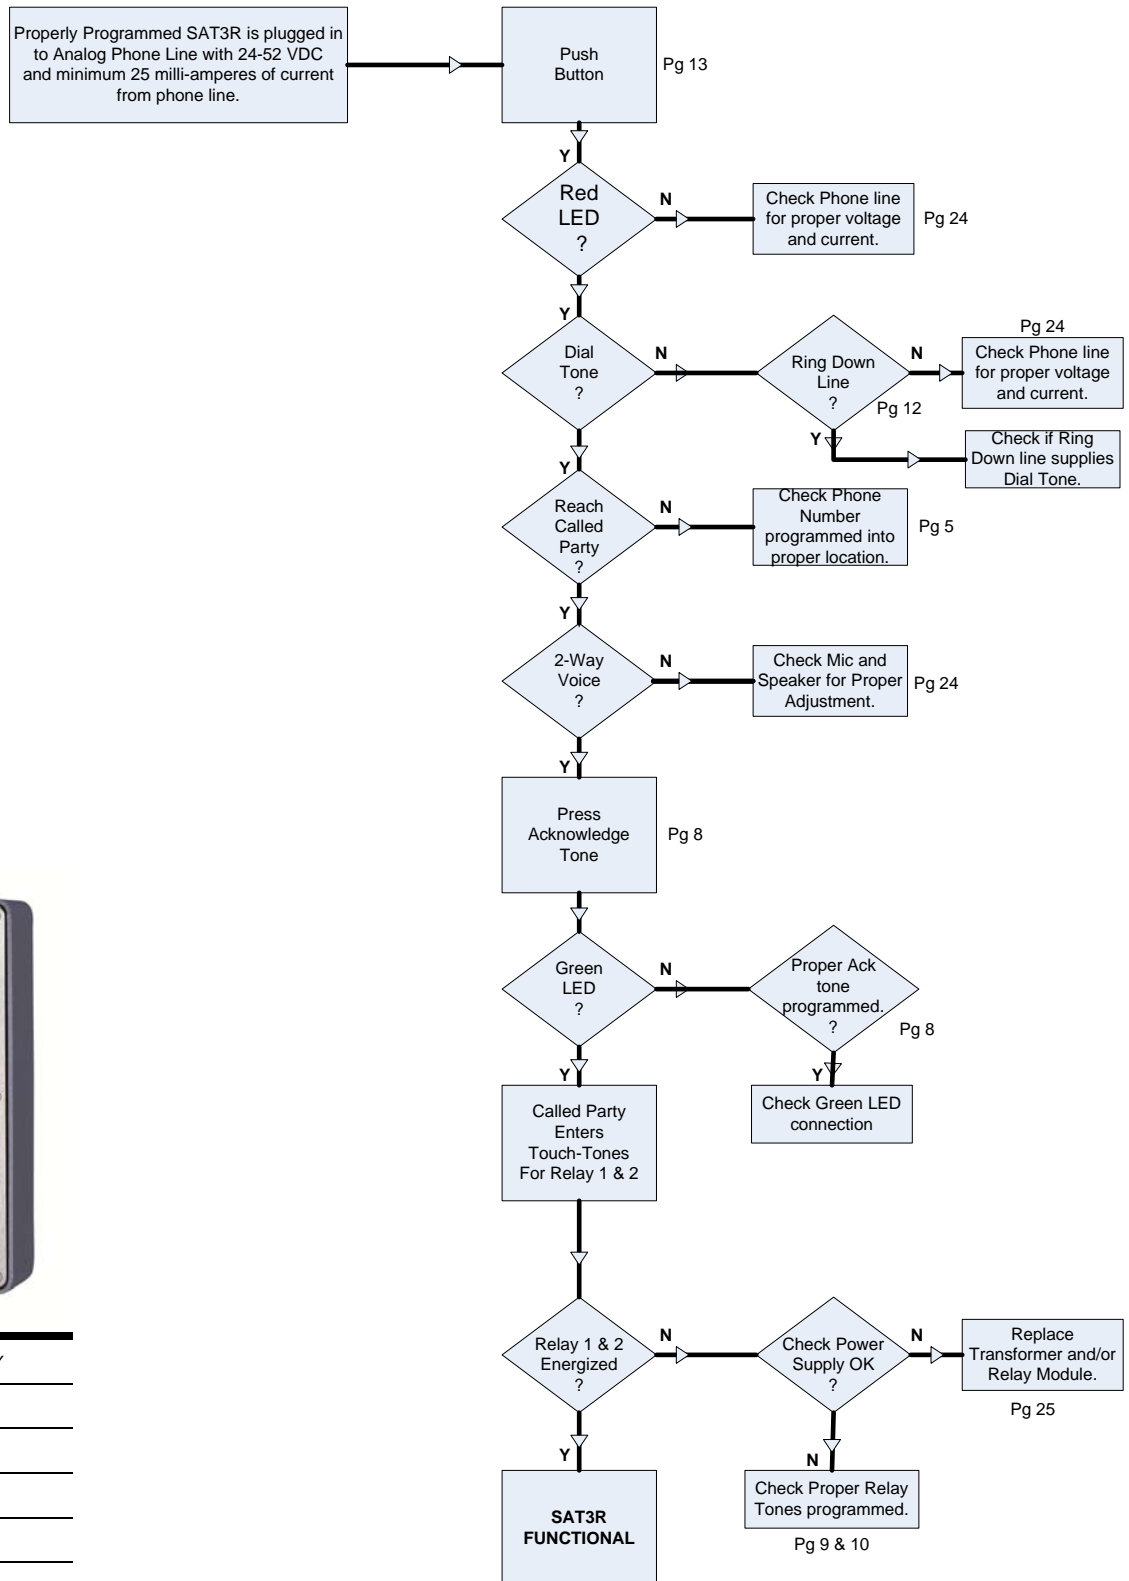 Properly Programmed SAT3R is plugged in
to Analog Phone Line with 24-52 VDC
and minimum 25 milli-amperes of current
from phone line.
Push
Button
Pg 13
Y
Red
LED
?
N
Check Phone line
for proper voltage
and current.
Pg 24
Y
Dial
Tone
?
N
Ring Down
Line
?
Pg 12
N
Pg 24
Check Phone line
for proper voltage
and current.
Y
Check if Ring
Down line supplies
Dial Tone.
Y
Reach
Called
Party
?
N
Check Phone
Number
programmed into
proper location.
Pg 5
Y
2-Way
Voice
?
N
Check Mic and
Speaker for Proper
Adjustment.
Pg 24
Y
Press
Acknowledge
Tone
Pg 8
Green
LED
?
N
Proper Ack
tone
programmed.
?
Pg 8
Y
Check Green LED
connection
Y
Called Party
Enters
Touch-Tones
For Relay 1 & 2
Relay 1 & 2
Energized
?
N
Check Power
Supply OK
?
N
Replace
Transformer and/or
Relay Module.
Pg 25
N
Check Proper Relay
Tones programmed.
Pg 9 & 10
Y
SAT3R
FUNCTIONAL